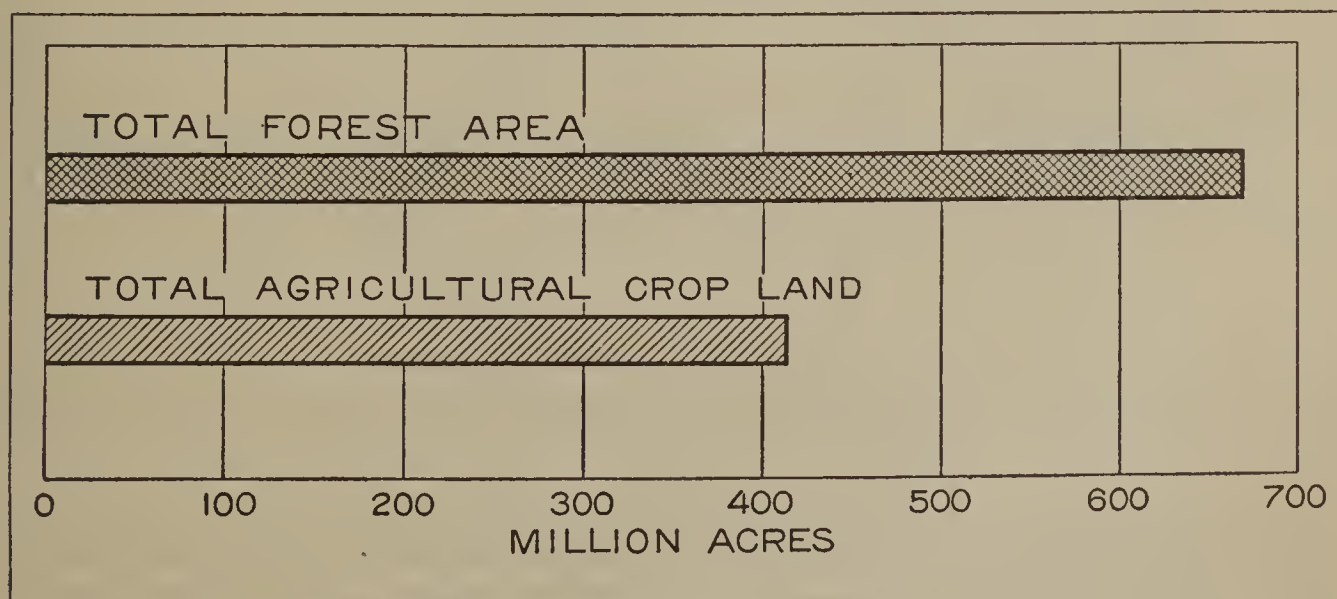 TOTAL FOREST AREA
TOTAL AGRICULTURAL CROP LAND
0 100 200 300 400 500 600 700
MILLION ACRES